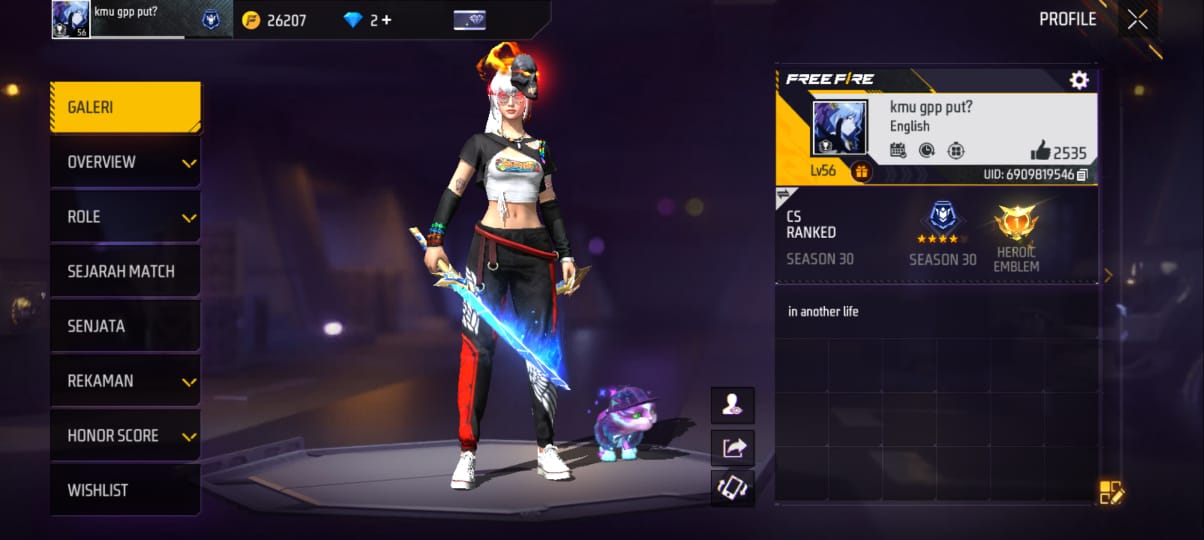 kmu gpp put?
56
26207
2+
PROFILE
GALERI
OVERVIEW
ROLE
SEJARAH MATCH
SENJATA
REKAMAN
HONOR SCORE
WISHLIST
FREE FIRE
kmu gpp put?
English
2535
Lv56
UID: 6909819546
CS
RANKED
SEASON 30
SEASON 30
HEROIC
EMBLEM
in another life